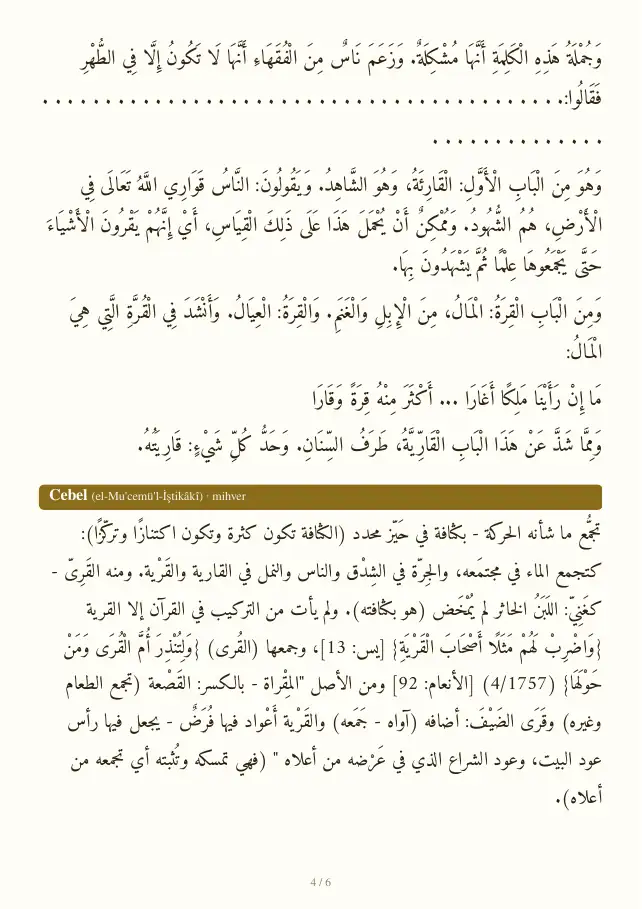 وَجُمْلَةُ هَذِهِ الْكَلِمَةِ أَنَّهَا مُشْكِلَةٌ. وَزَعَمَ نَاسٌ مِنَ الْفُقَهَاءِ أَنَّهَا لَا تَكُونُ إِلَّا فِي الطُّهْرِ
فَقَالُوا:. . . . . . . . . . . . . . . . . . . . . . . . . . . . . . . . . . . . . . . . . .
. . . . . . . . . . . . . .
وَهُوَ مِنَ الْبَابِ الْأَوَّلِ: الْقَارِئَةُ، وَهُوَ الشَّاهِدُ. وَيَقُولُونَ: النَّاسُ قَوَارِي اللَّهُ تَعَالَى فِي
الْأَرْضِ، هُمُ الشُّهُودُ. وَمُمْكِنٌ أَنْ يُحْمَلَ هَذَا عَلَى ذَلِكَ الْقِيَاسِ، أَيْ إِنَّهُمْ يَقْرُونَ الْأَشْيَاءَ
حَتَّى يَجْمَعُوهَا عِلْمًا ثُمَّ يَشْهَدُونَ بِهَا.
وَمِنَ الْبَابِ الْقِرَةُ: الْمَالُ، مِنَ الْإِبِلِ وَالْغَنَمِ. وَالْقِرَةُ: الْعِيَالُ. وَأَنْشَدَ فِي الْقُرَّةِ الَّتِي هِيَ
الْمَالُ:
مَا إِنْ رَأَيْنَا مَلِكًا أَغَارَا ... أَكْثَرَ مِنْهُ قِرَةً وَقَارَا
وَمِمَّا شَذَّ عَنْ هَذَا الْبَابِ الْقَارِّيَّةُ، طَرَفُ السِّنَانِ. وَحَدُّ كُلِّ شَيْءٍ: قَارِيَتُهُ.
Cebel (el-Mu'cemü'l-İştikâkî) · mihver
تجمُّع ما شأنه الحركة - بكثافة في حَيّز محدد (الكثافة تكون كثرة وتكون اكتنازًا وتركّزًا):
كتجمع الماء في مجتمَعه، والجِرّة في الشِدْق والناس والنمل في القارية والقَرْية. ومنه القَرِىّ -
كغَنِيّ: اللَبَنُ الخاثر لم يُمْخَض (هو بكثافته). ولم يأت من التركيب في القرآن إلا القرية
{وَاضْرِبْ لَهُمْ مَثَلًا أَصْحَابَ الْقَرْيَةِ} [يس: 13]، وجمعها (القُرى) {وَلِتُنْذِرَ أُمَّ الْقُرَى وَمَنْ
حَوْلَهَا} (4/1757) [الأنعام: 92] ومن الأصل "المِقْراة - بالكسر: القَصْعة (تجمع الطعام
وغيره) وقَرَى الضَيْفَ: أضافه (آواه - جَمَعه) والقَرْية أَعْواد فيها فُرَضٌ - يجعل فيها رأس
عود البيت، وعود الشراع الذي في عَرْضه من أعلاه " (فهي تمسكه وتُثبته أي تجمعه من
أعلاه).
4 / 6